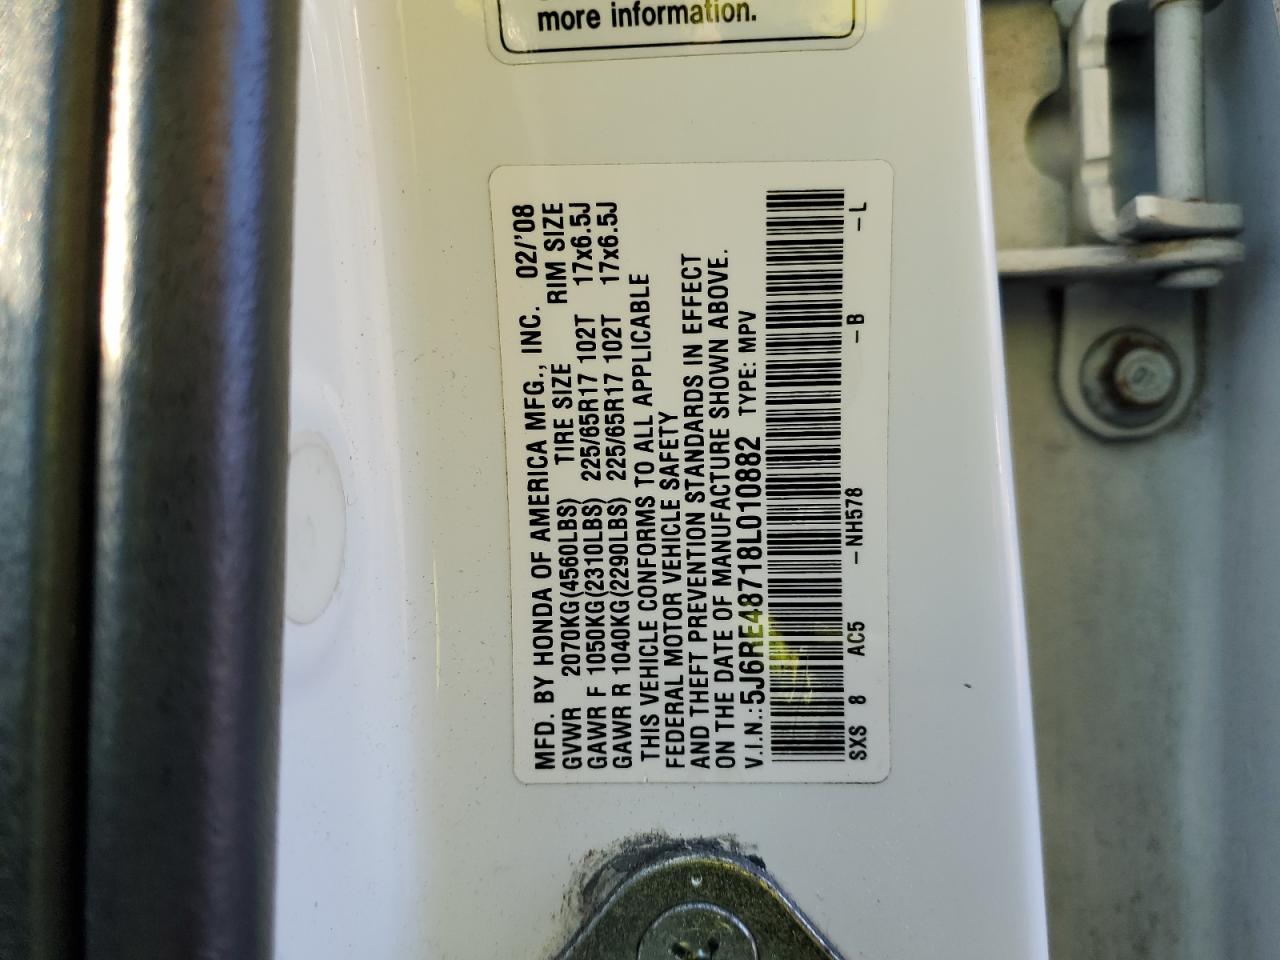 more information.
MFD. BY HONDA OF AMERICA MFG., INC. 02/'08
GVWR 2070KG(4560LBS) TIRE SIZE RIM SIZE
GAWR F 1050KG(2310LBS) 225/65R17 102T 17x6.5J
GAWR R 1040KG(2290LBS) 225/65R17 102T 17x6.5J
THIS VEHICLE CONFORMS TO ALL APPLICABLE
FEDERAL MOTOR VEHICLE SAFETY
AND THEFT PREVENTION STANDARDS IN EFFECT
ON THE DATE OF MANUFACTURE SHOWN ABOVE.
V.I.N.:5J6RE48718L010882 TYPE: MPV
SXS 8 AC5 –NH578 –B –L